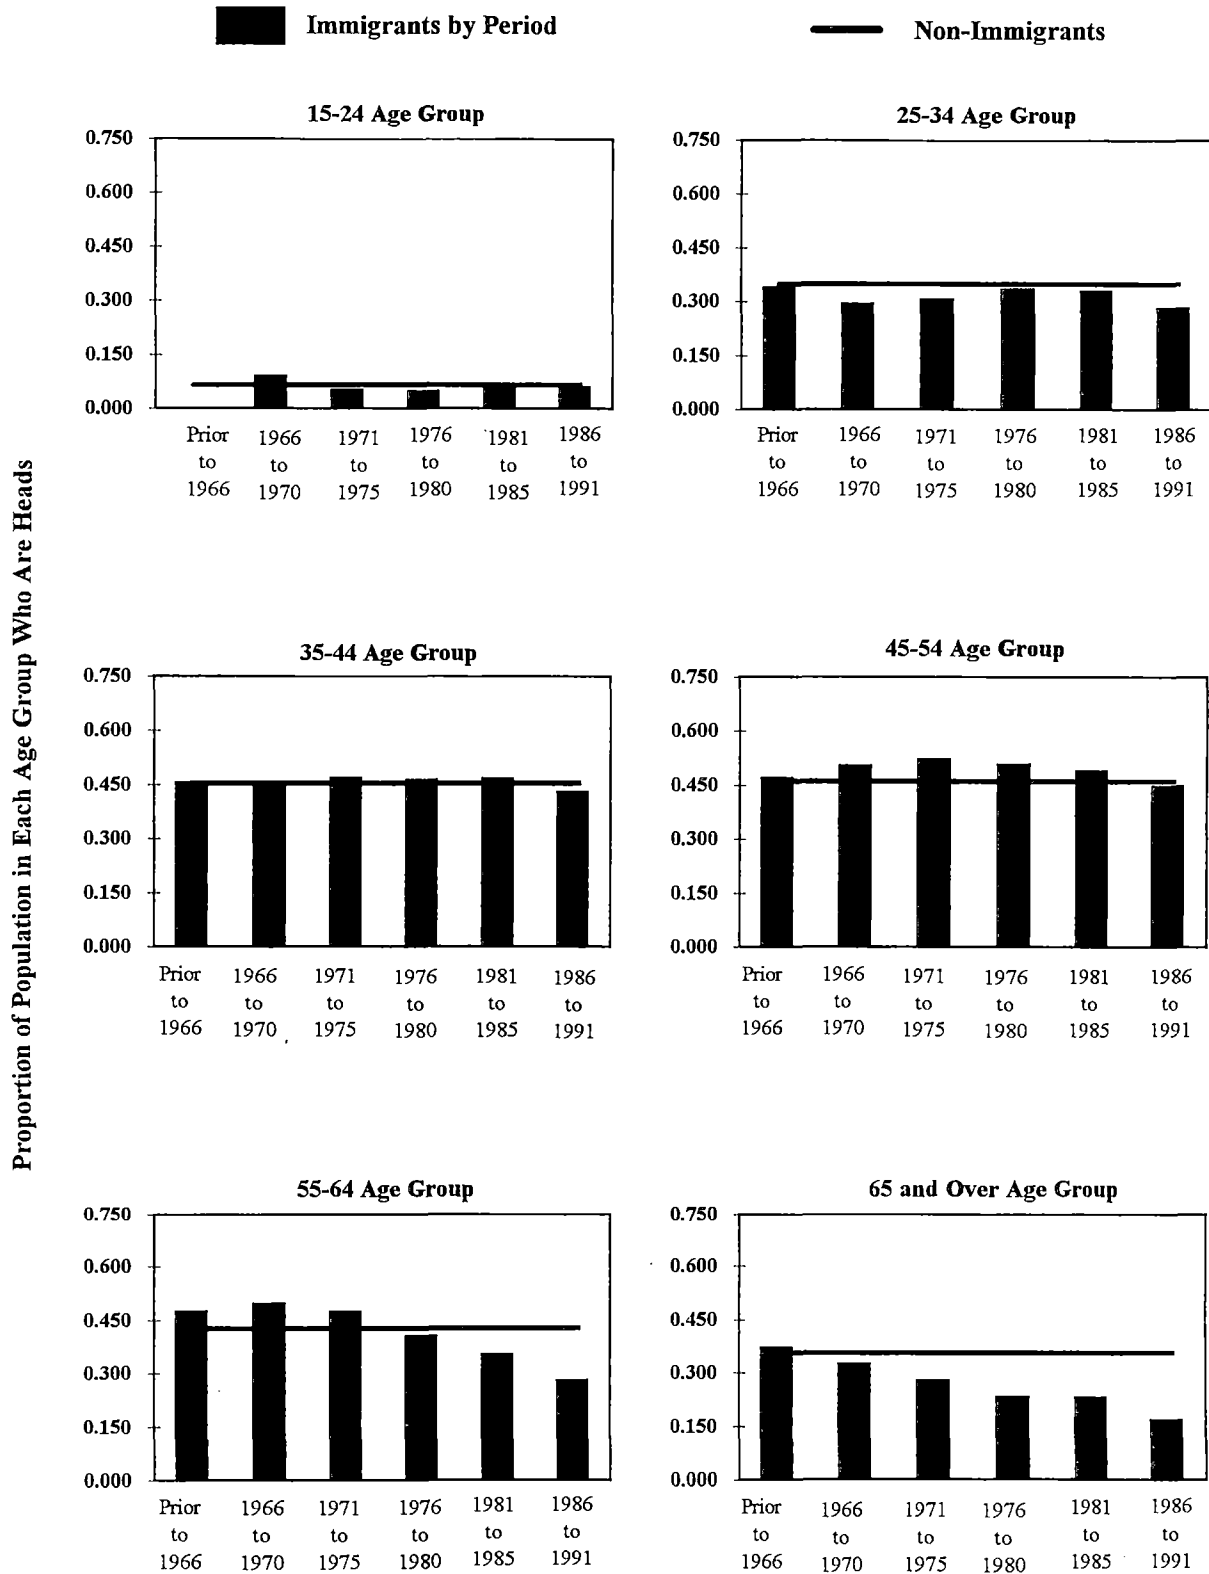 Immigrants by Period
Non-Immigrants
Proportion of Population in Each Age Group Who Are Heads
15-24 Age Group
0.750
0.600
0.450
0.300
0.150
0.000
Prior 1966 1971 1976 1981 1986
to to to to to to
1966 1970 1975 1980 1985 1991
25-34 Age Group
0.750
0.600
0.450
0.300
0.150
0.000
Prior 1966 1971 1976 1981 1986
to to to to to to
1966 1970 1975 1980 1985 1991
35-44 Age Group
0.750
0.600
0.450
0.300
0.150
0.000
Prior 1966 1971 1976 1981 1986
to to to to to to
1966 1970 1975 1980 1985 1991
45-54 Age Group
0.750
0.600
0.450
0.300
0.150
0.000
Prior 1966 1971 1976 1981 1986
to to to to to to
1966 1970 1975 1980 1985 1991
55-64 Age Group
0.750
0.600
0.450
0.300
0.150
0.000
Prior 1966 1971 1976 1981 1986
to to to to to to
1966 1970 1975 1980 1985 1991
65 and Over Age Group
0.750
0.600
0.450
0.300
0.150
0.000
Prior 1966 1971 1976 1981 1986
to to to to to to
1966 1970 1975 1980 1985 1991